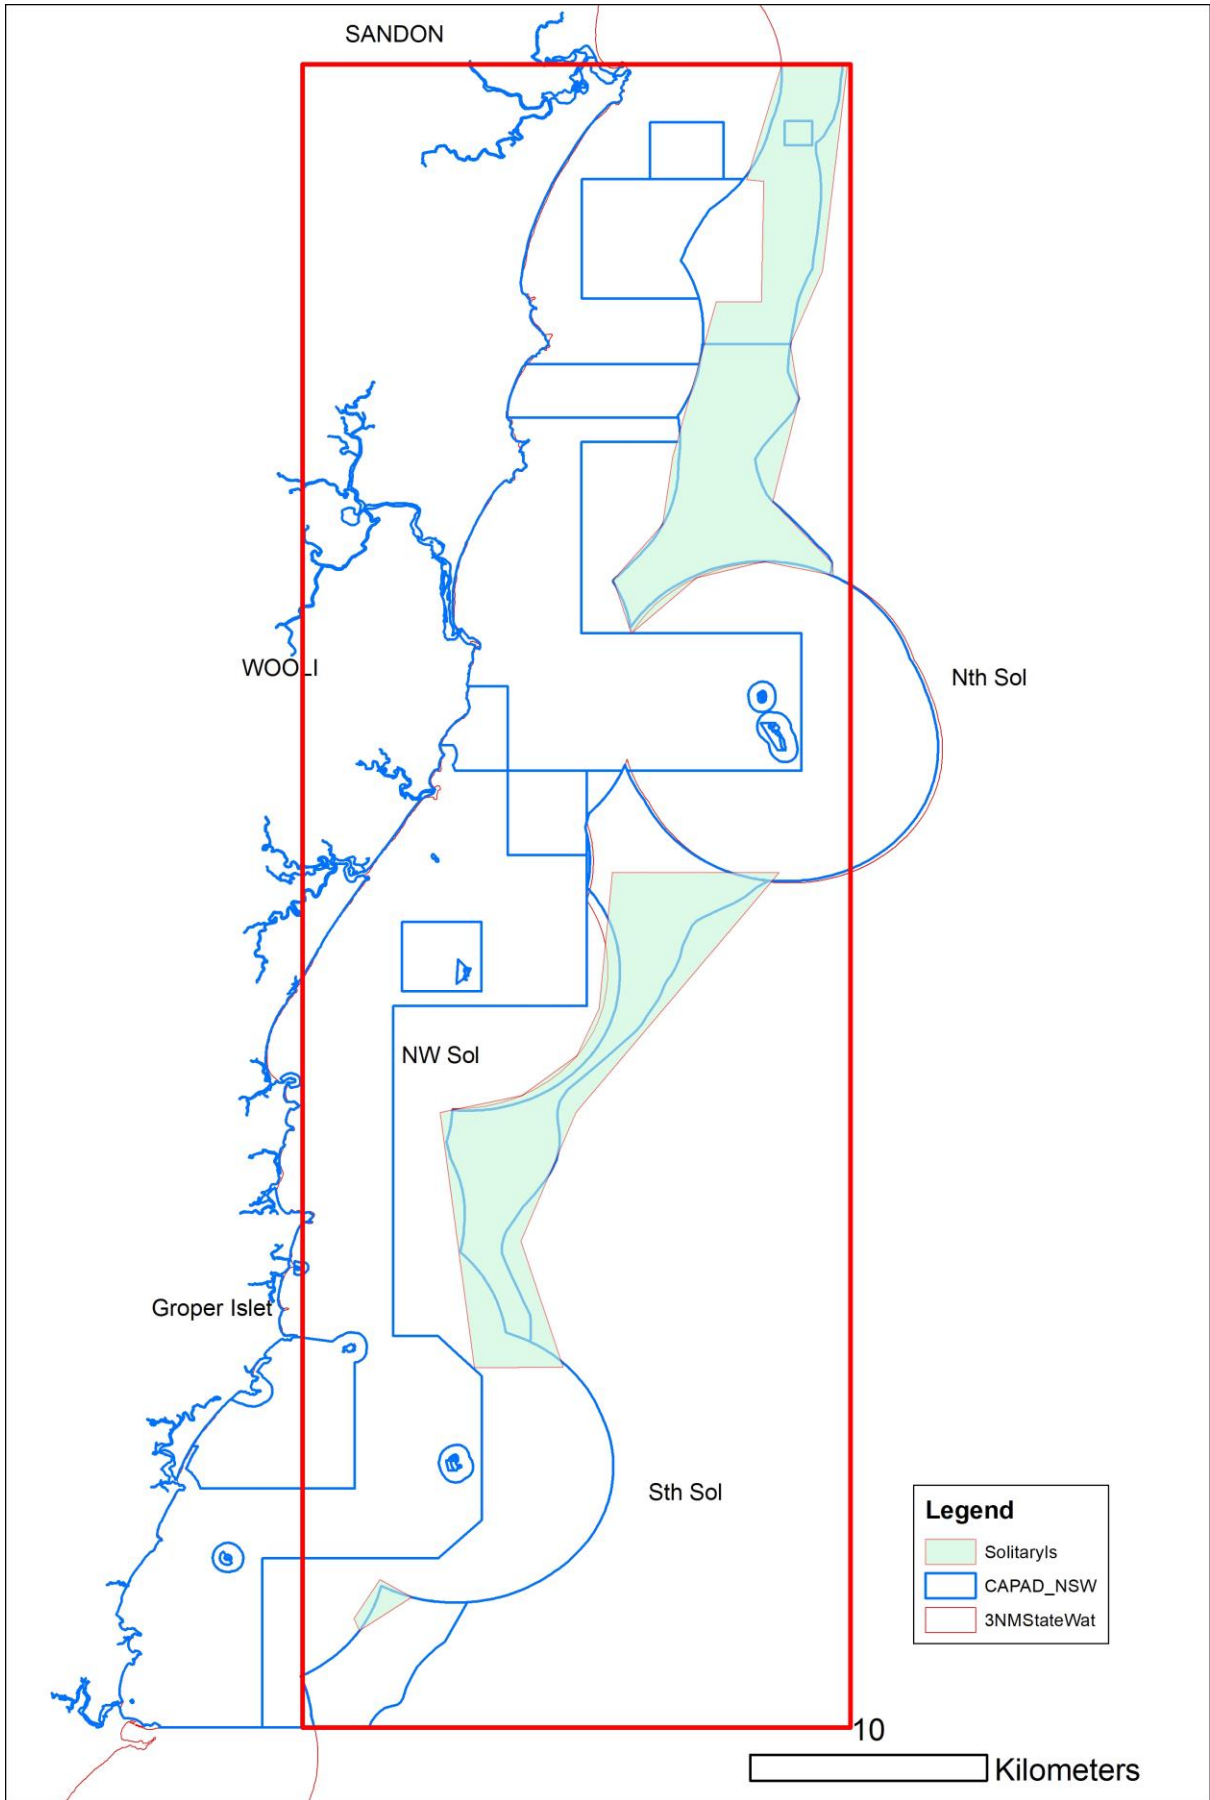 SANDON
WOOLI
Nth Sol
NW Sol
Groper Islet
Sth Sol
Legend
SolitaryIs
CAPAD_NSW
3NMStateWat
10
Kilometers